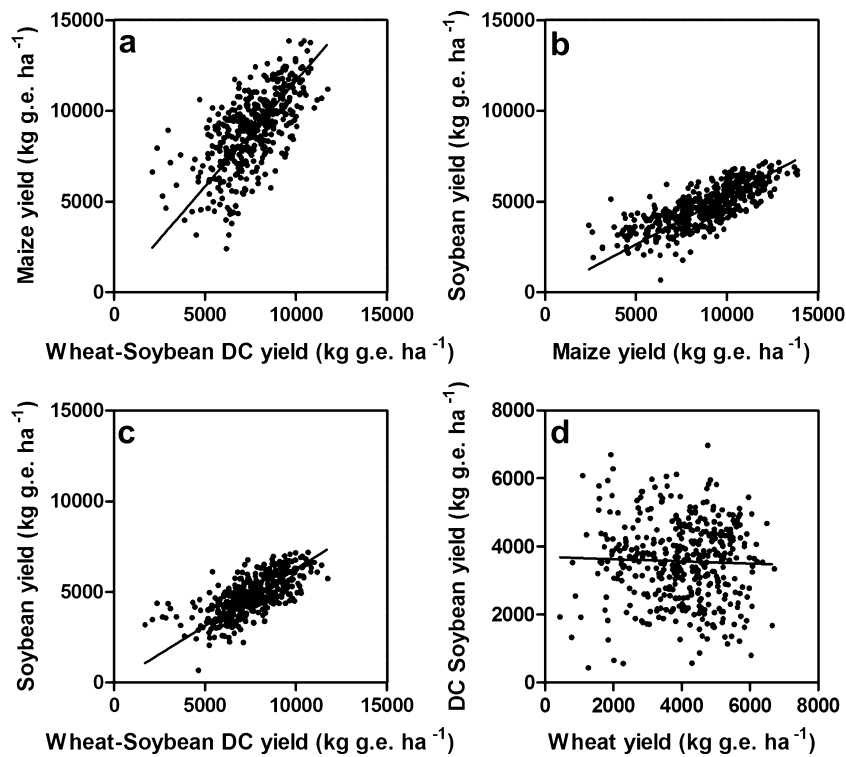 a
15000
10000
5000
0
Maize yield (kg g.e. ha⁻¹)
0 5000 10000 15000
Wheat-Soybean DC yield (kg g.e. ha⁻¹)
b
15000
10000
5000
0
Soybean yield (kg g.e. ha⁻¹)
0 5000 10000 15000
Maize yield (kg g.e. ha⁻¹)
c
15000
10000
5000
0
Soybean yield (kg g.e. ha⁻¹)
0 5000 10000 15000
Wheat-Soybean DC yield (kg g.e. ha⁻¹)
d
8000
6000
4000
2000
0
DC Soybean yield (kg g.e. ha⁻¹)
0 2000 4000 6000 8000
Wheat yield (kg g.e. ha⁻¹)